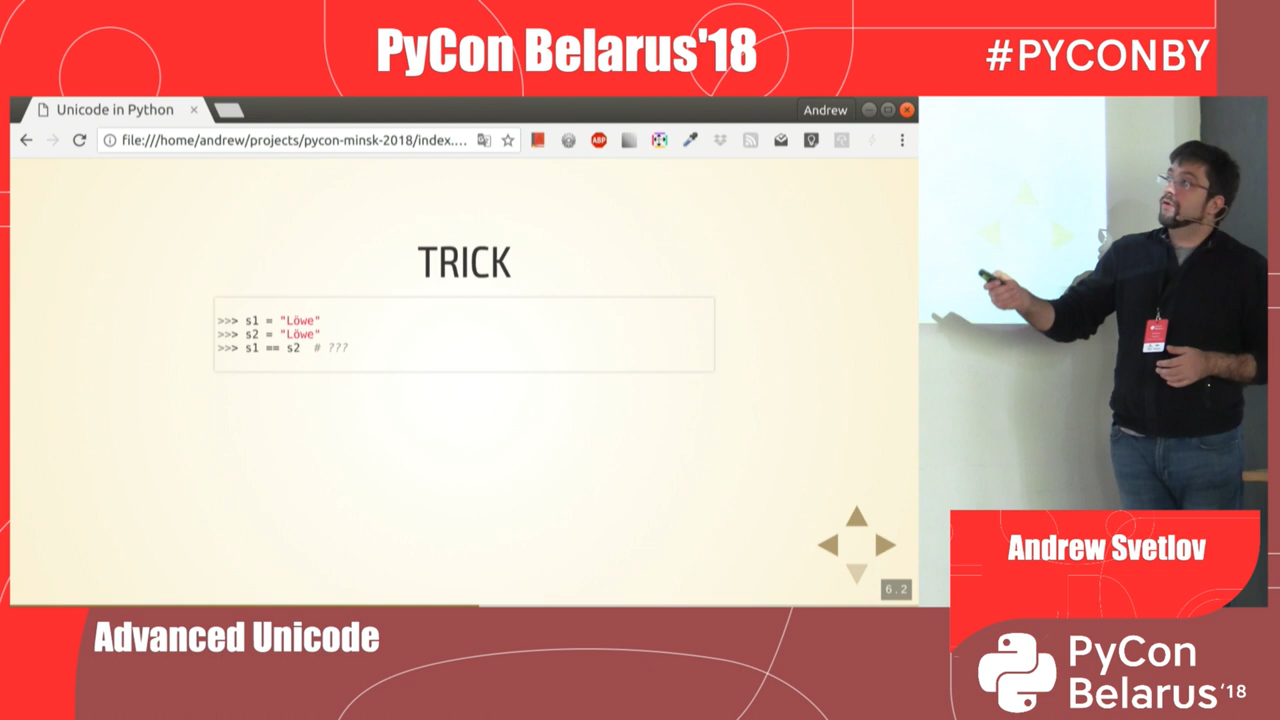 PyCon Belarus'18
#PYCONBY
Unicode in Python
Andrew
file:///home/andrew/projects/pycon-minsk-2018/index....
ABP
TRICK
>>> s1 = "Löwe"
>>> s2 = "Löwe"
>>> s1 == s2 # ???
6.2
Andrew Svetlov
Advanced Unicode
PyCon
Belarus'18